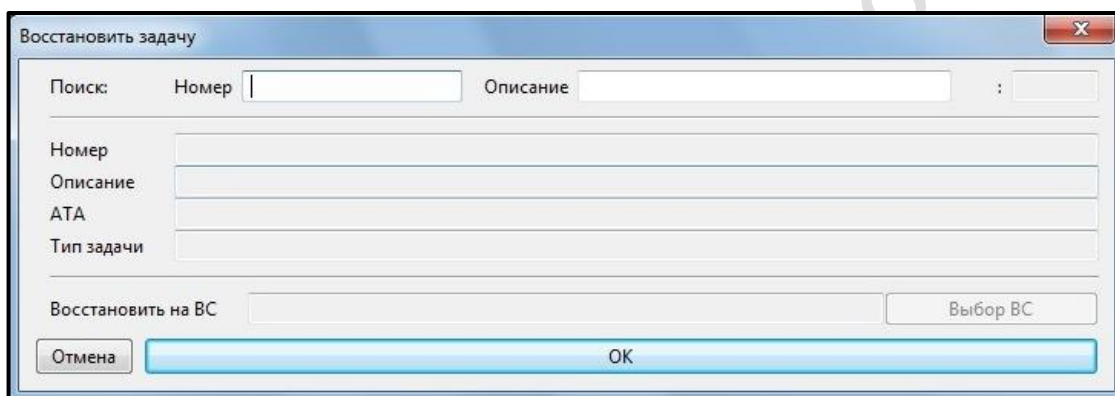 Восстановить задачу
Поиск: Номер Описание :
Номер
Описание
ATA
Тип задачи
Восстановить на ВС Выбор ВС
Отмена OK